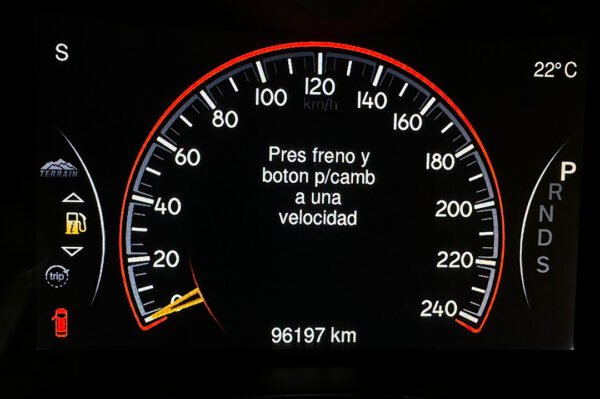 S
22°C
120
km/h
100
140
80
160
60
180
40
200
20
220
0
240
Pres freno y
boton p/camb
a una
velocidad
TERRAIN
trip
P
R
N
D
S
96197 km